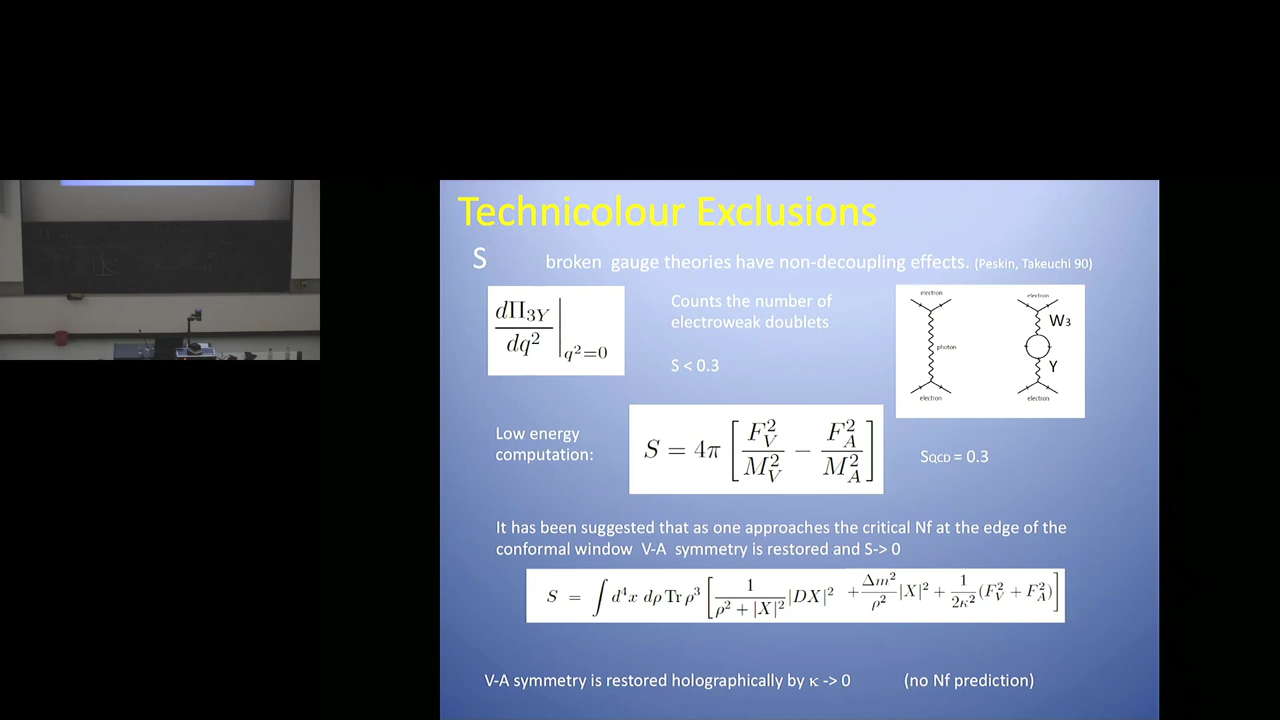 Technicolour Exclusions
S broken gauge theories have non-decoupling effects. (Peskin, Takeuchi 90)
dΠ_{3Y}/dq² |_{q²=0}
Counts the number of
electroweak doublets
S < 0.3
electron
photon
electron
electron
W3
Y
electron
Low energy
computation:
S = 4π [ F_V²/M_V² − F_A²/M_A² ]
SQCD = 0.3
It has been suggested that as one approaches the critical Nf at the edge of the
conformal window V-A symmetry is restored and S-> 0
S = ∫ d⁴x dρ Tr ρ³ [ 1/(ρ² + |X|²) |DX|² + Δm²/ρ² |X|² + 1/(2κ²) (F_V² + F_A²) ]
V-A symmetry is restored holographically by κ -> 0 (no Nf prediction)